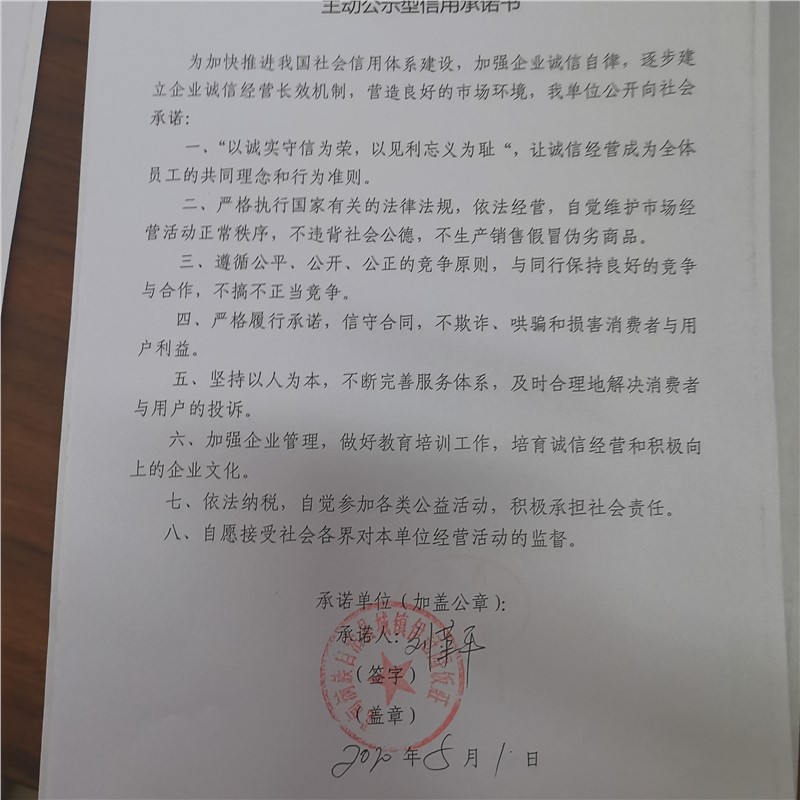 主动公示型信用承诺书
为加快推进我国社会信用体系建设，加强企业诚信自律，逐步建
立企业诚信经营长效机制，营造良好的市场环境，我单位公开向社会
承诺：
一、“以诚实守信为荣，以见利忘义为耻“，让诚信经营成为全体
员工的共同理念和行为准则。
二、严格执行国家有关的法律法规，依法经营，自觉维护市场经
营活动正常秩序，不违背社会公德，不生产销售假冒伪劣商品。
三、遵循公平、公开、公正的竞争原则，与同行保持良好的竞争
与合作，不搞不正当竞争。
四、严格履行承诺，信守合同，不欺诈、哄骗和损害消费者与用
户利益。
五、坚持以人为本，不断完善服务体系，及时合理地解决消费者
与用户的投诉。
六、加强企业管理，做好教育培训工作，培育诚信经营和积极向
上的企业文化。
七、依法纳税，自觉参加各类公益活动，积极承担社会责任。
八、自愿接受社会各界对本单位经营活动的监督。
承诺单位（加盖公章）：
承诺人：
（签字）
（盖章）
2020年8月1日